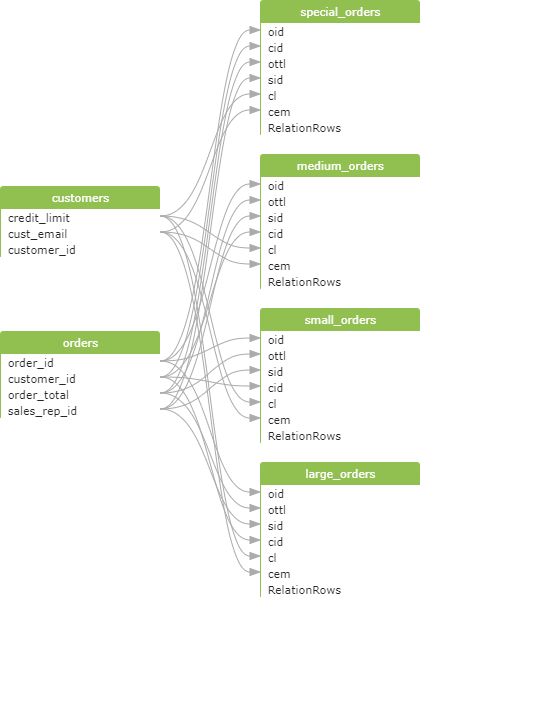 special_orders
oid
cid
ottl
sid
cl
cem
RelationRows
medium_orders
oid
ottl
sid
cid
cl
cem
RelationRows
customers
credit_limit
cust_email
customer_id
small_orders
oid
ottl
sid
cid
cl
cem
RelationRows
orders
order_id
customer_id
order_total
sales_rep_id
large_orders
oid
ottl
sid
cid
cl
cem
RelationRows